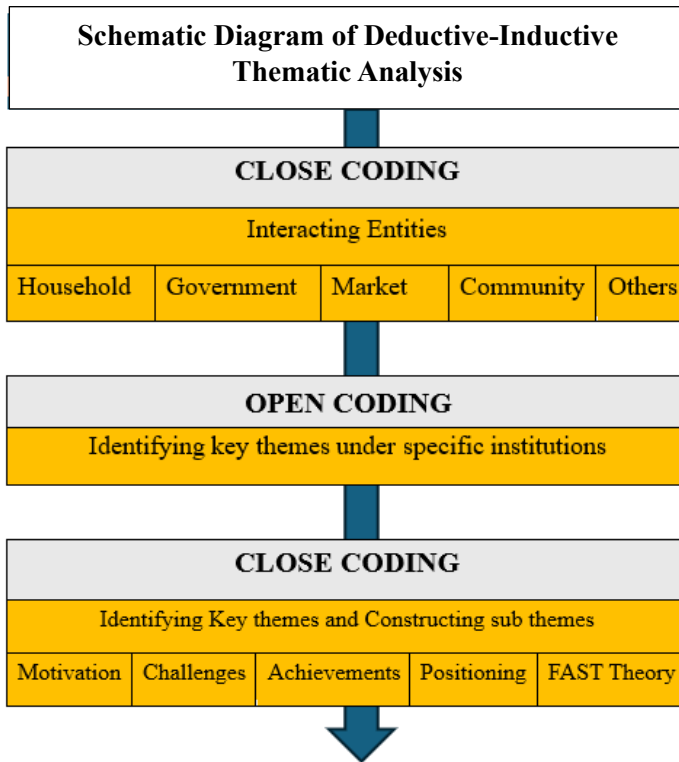 Schematic Diagram of Deductive-Inductive
Thematic Analysis
CLOSE CODING
Interacting Entities
Household Government Market Community Others
OPEN CODING
Identifying key themes under specific institutions
CLOSE CODING
Identifying Key themes and Constructing sub themes
Motivation Challenges Achievements Positioning FAST Theory